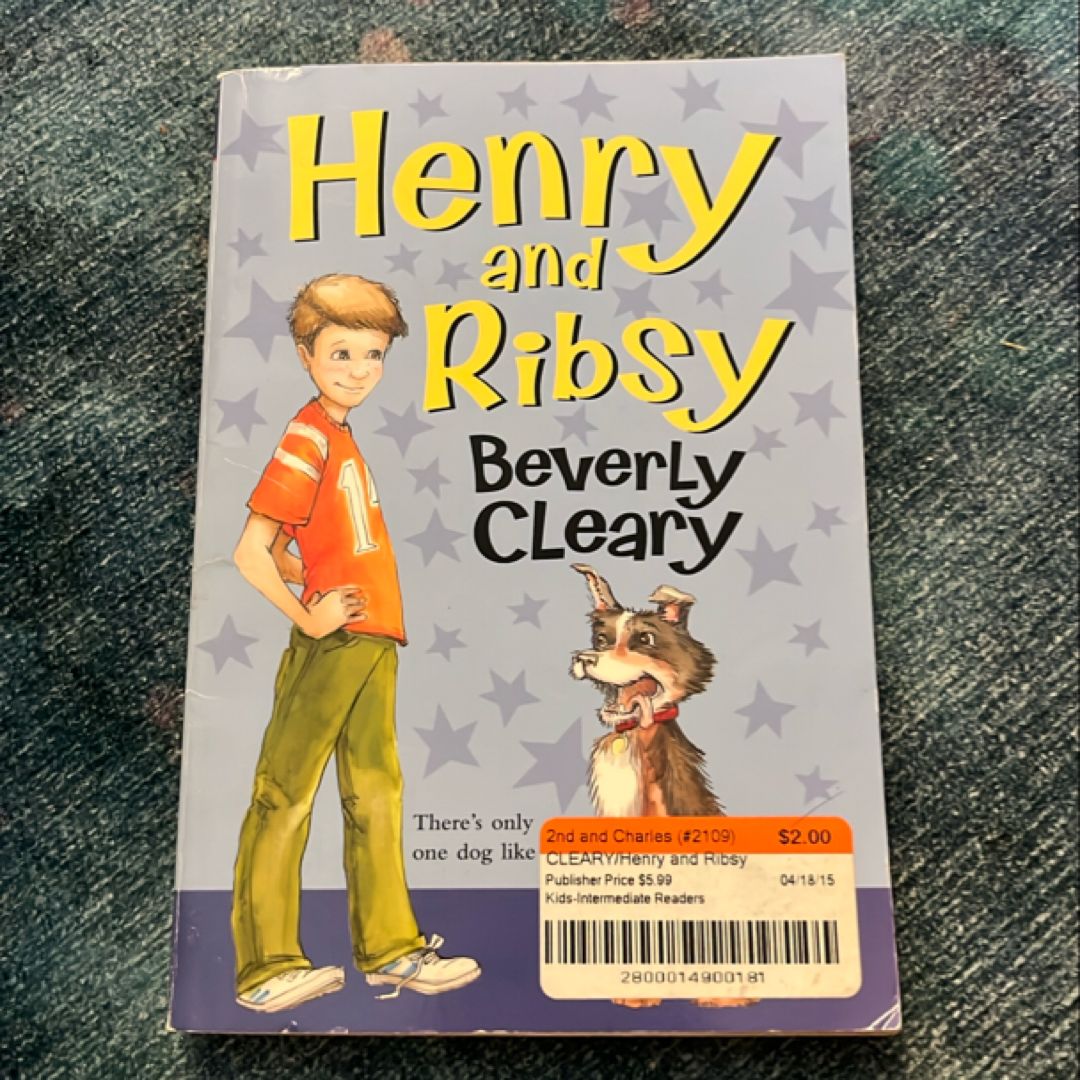 Henry
and
Ribsy
Beverly
Cleary
14
There's only
one dog like
2nd and Charles (#2109) $2.00
CLEARY/Henry and Ribsy
Publisher Price $5.99 04/18/15
Kids-Intermediate Readers
2800014900181